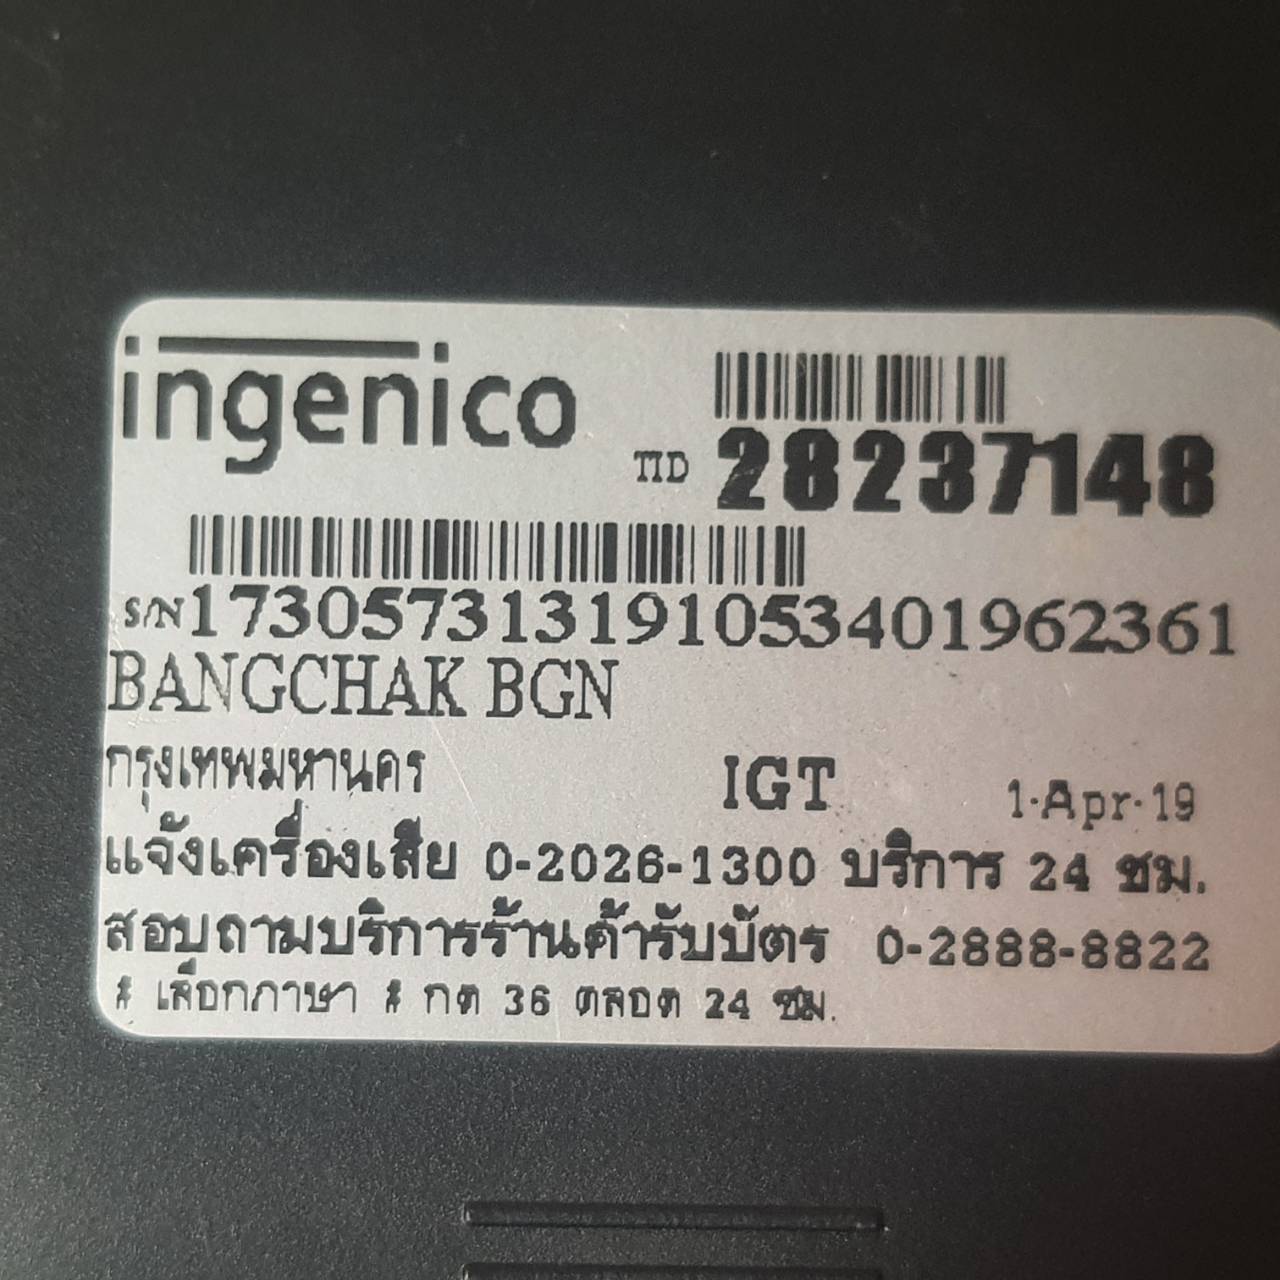 ingenico
TID 28237148
S/N 173057313191053401962361
BANGCHAK BGN
กรุงเทพมหานคร IGT 1-Apr-19
แจ้งเครื่องเสีย 0-2026-1300 บริการ 24 ชม.
สอบถามบริการร้านค้ารับบัตร 0-2888-8822
# เลือกภาษา # กด 36 ตลอด 24 ชม.